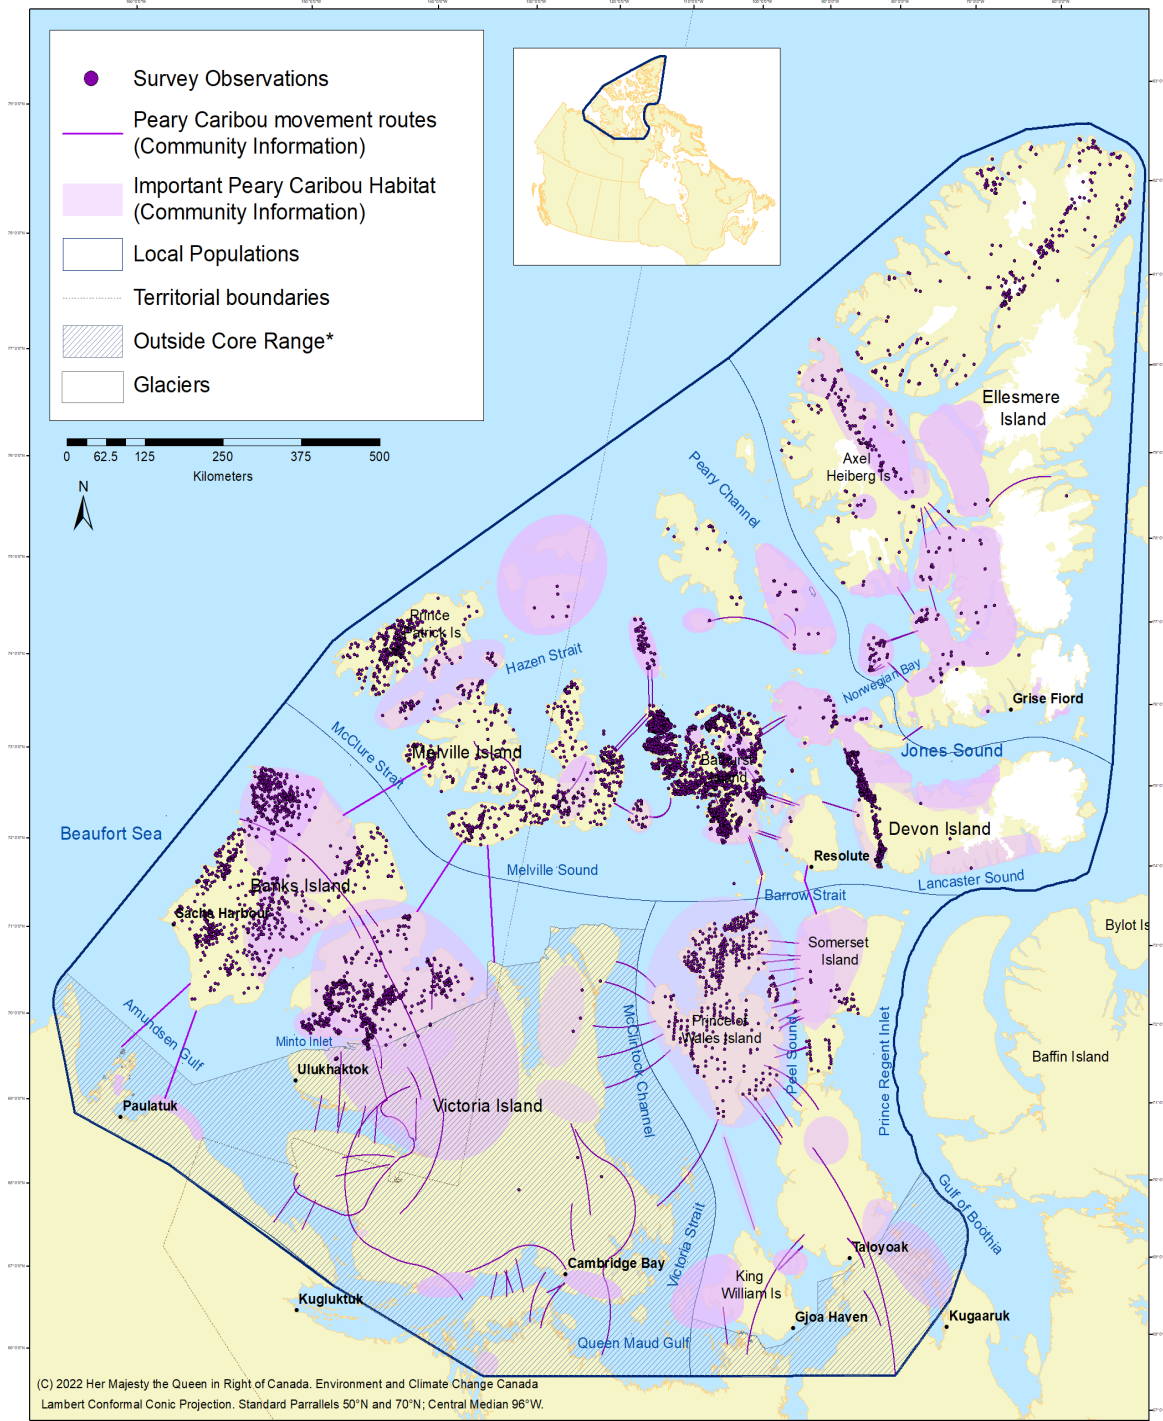 Survey Observations
Peary Caribou movement routes
(Community Information)
Important Peary Caribou Habitat
(Community Information)
Local Populations
Territorial boundaries
Outside Core Range*
Glaciers
0 62.5 125 250 375 500
Kilometers
N
Ellesmere
Island
Axel
Heiberg Is
Peary Channel
Prince
Patrick Is
Hazen Strait
Norwegian Bay
Grise Fiord
McClure Strait
Melville Island
Bathurst
Island
Jones Sound
Beaufort Sea
Devon Island
Resolute
Melville Sound
Banks Island
Lancaster Sound
Barrow Strait
Sachs Harbour
Bylot Is
Somerset
Island
Amundsen Gulf
Minto Inlet
McClintock Channel
Prince of
Wales Island
Peel Sound
Prince Regent Inlet
Baffin Island
Ulukhaktok
Paulatuk
Victoria Island
Gulf of Boothia
Victoria Strait
Taloyoak
Cambridge Bay
King
William Is
Kugluktuk
Gjoa Haven
Kugaaruk
Queen Maud Gulf
(C) 2022 Her Majesty the Queen in Right of Canada. Environment and Climate Change Canada
Lambert Conformal Conic Projection. Standard Parrallels 50°N and 70°N; Central Median 96°W.